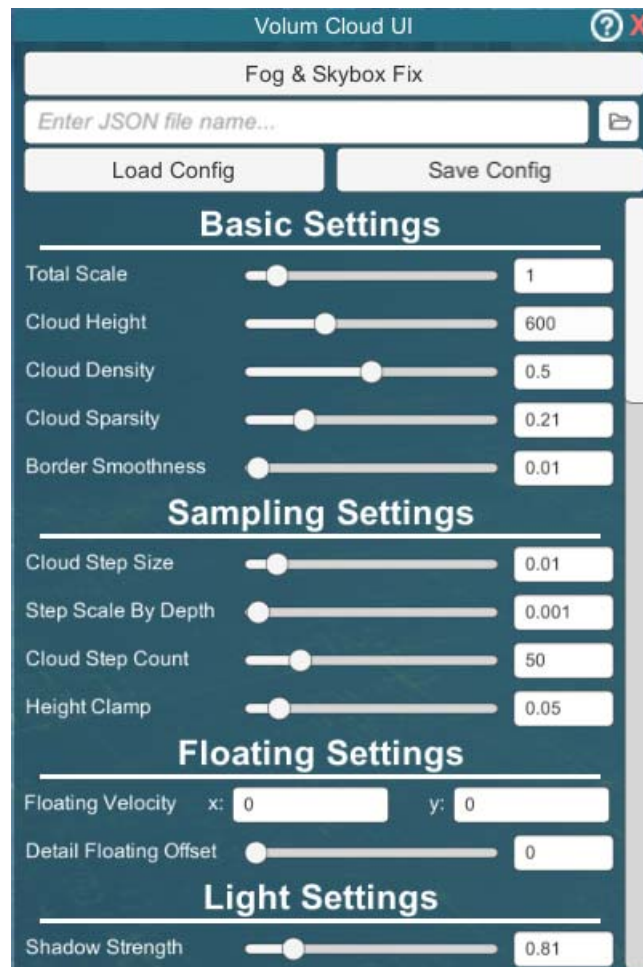 Volum Cloud UI ? X
Fog & Skybox Fix
Enter JSON file name...
Load Config Save Config
Basic Settings
Total Scale 1
Cloud Height 600
Cloud Density 0.5
Cloud Sparsity 0.21
Border Smoothness 0.01
Sampling Settings
Cloud Step Size 0.01
Step Scale By Depth 0.001
Cloud Step Count 50
Height Clamp 0.05
Floating Settings
Floating Velocity x: 0 y: 0
Detail Floating Offset 0
Light Settings
Shadow Strength 0.81